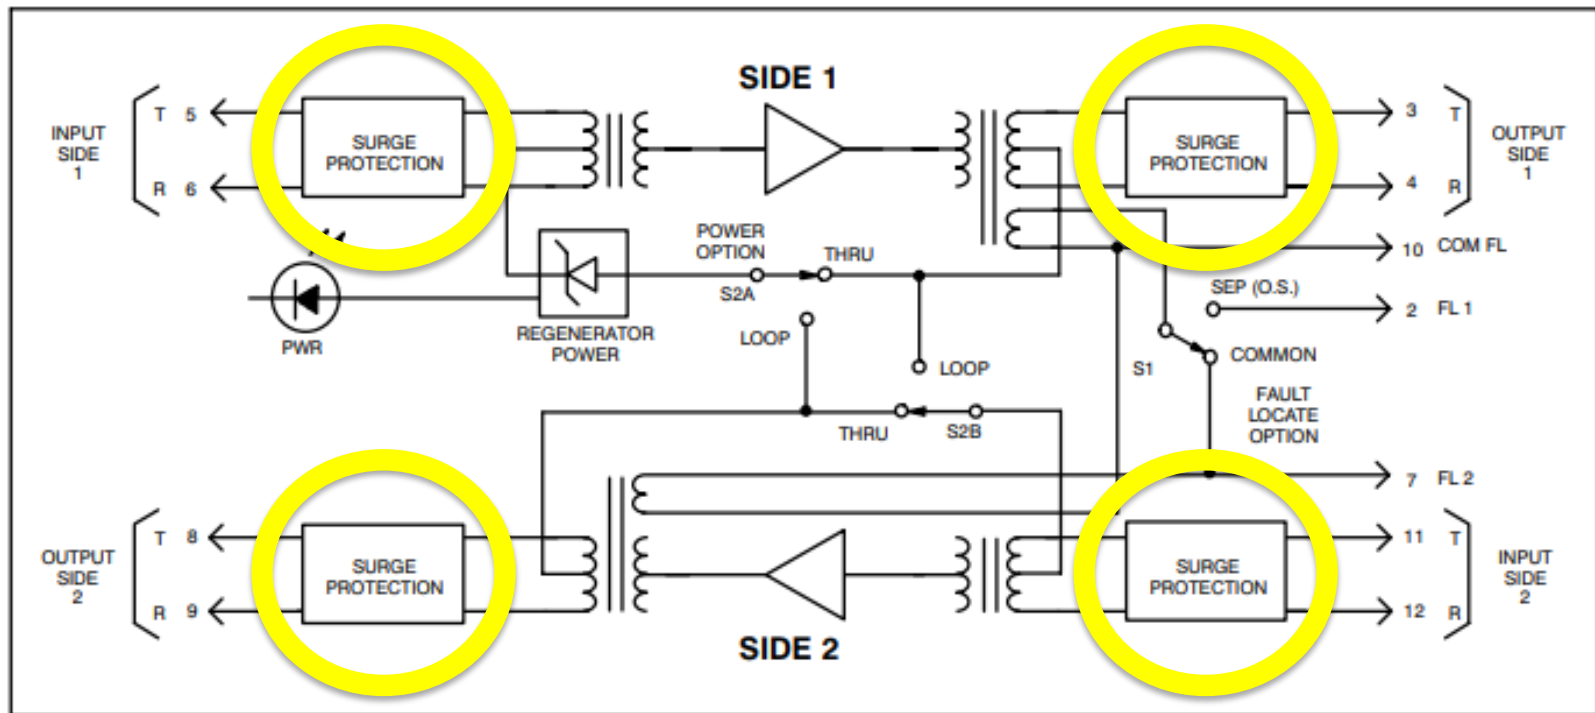 SIDE 1
INPUT
SIDE
1
T 5
R 6
SURGE
PROTECTION
SURGE
PROTECTION
3 T
4 R
OUTPUT
SIDE
1
10 COM FL
POWER
OPTION
THRU
S2A
SEP (O.S.)
2 FL 1
PWR
REGENERATOR
POWER
LOOP
LOOP
S1
COMMON
FAULT
LOCATE
OPTION
THRU
S2B
7 FL 2
OUTPUT
SIDE
2
T 8
R 9
SURGE
PROTECTION
SURGE
PROTECTION
11 T
12 R
INPUT
SIDE
2
SIDE 2